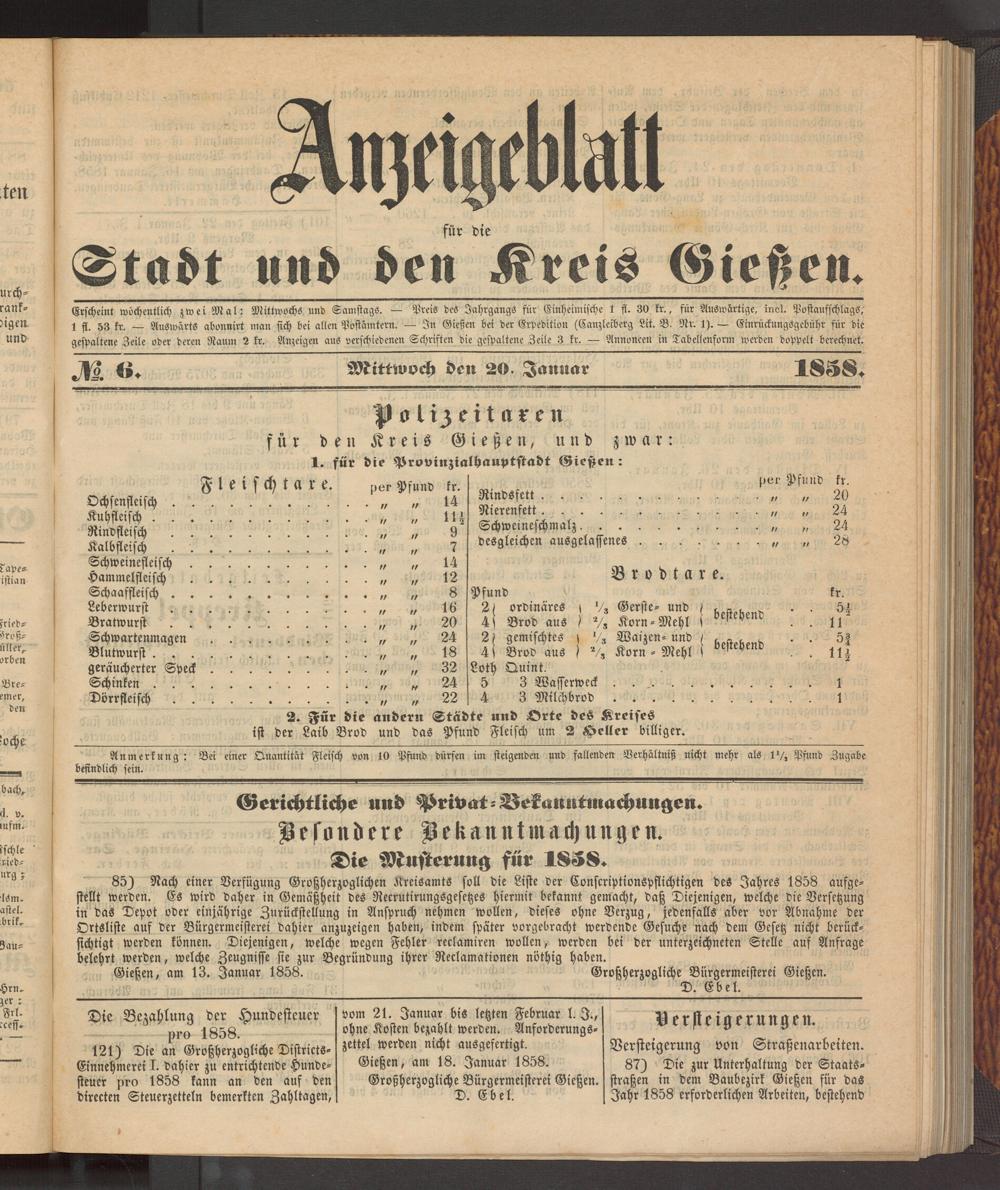 Anzeigeblatt
für die
Stadt und den Kreis Gießen.
Erscheint wöchentlich zwei Mal: Mittwochs und Samstags. — Preis des Jahrgangs für Einheimische 1 fl. 30 kr., für Auswärtige, incl. Postaufschlags,
1 fl. 53 kr. — Auswärts abonnirt man sich bei allen Postämtern. — In Gießen bei der Expedition (Canzleiberg Lit. B. Nr. 1). — Einrückungsgebühr für die
gespaltene Zeile oder deren Raum 2 kr. Anzeigen aus verschiedenen Schriften die gespaltene Zeile 3 kr. — Annoncen in Tabellenform werden doppelt berechnet.
№ 6. Mittwoch den 20. Januar 1858.
Polizeitaxen
für den Kreis Gießen, und zwar:
1. für die Provinzialhauptstadt Gießen:
Fleischtaxe. per Pfund kr.
Ochsenfleisch . . . „ „ 14
Kuhfleisch . . . „ „ 11½
Rindfleisch . . . „ „ 9
Kalbfleisch . . . „ „ 7
Schweinefleisch . . . „ „ 14
Hammelfleisch . . . „ „ 12
Schaaffleisch . . . „ „ 8
Leberwurst . . . „ „ 16
Bratwurst . . . „ „ 20
Schwartenmagen . . . „ „ 24
Blutwurst . . . „ „ 18
geräucherter Speck . . . „ „ 32
Schinken . . . „ „ 24
Dörrfleisch . . . „ „ 22
per Pfund kr.
Rindsfett . . . „ „ 20
Nierenfett . . . „ „ 24
Schweineschmalz . . . „ „ 24
desgleichen ausgelassenes . . . „ „ 28
Brodtaxe.
Pfund kr.
2 ordinäres 1/3 Gerste- und bestehend . . 5½
4 Brod aus 2/3 Korn-Mehl . . 11
2 gemischtes 1/3 Waizen- und bestehend . . 5¾
4 Brod aus 2/3 Korn-Mehl . . 11½
Loth Quint.
5 3 Wasserweck . . . 1
4 3 Milchbrod . . . 1
2. Für die andern Städte und Orte des Kreises
ist der Laib Brod und das Pfund Fleisch um 2 Heller billiger.
Anmerkung: Bei einer Quantität Fleisch von 10 Pfund dürfen im steigenden und fallenden Verhältniß nicht mehr als 1¼ Pfund Zugabe
befindlich sein.
Gerichtliche und Privat-Bekanntmachungen.
Besondere Bekanntmachungen.
Die Musterung für 1858.
85) Nach einer Verfügung Großherzoglichen Kreisamts soll die Liste der Conscriptionspflichtigen des Jahres 1858 aufge-
stellt werden. Es wird daher in Gemäßheit des Recrutirungsgesetzes hiermit bekannt gemacht, daß Diejenigen, welche die Versetzung
in das Depot oder einjährige Zurückstellung in Anspruch nehmen wollen, dieses ohne Verzug, jedenfalls aber vor Abnahme der
Ortsliste auf der Bürgermeisterei dahier anzuzeigen haben, indem später vorgebracht werdende Gesuche nach dem Gesetz nicht berück-
sichtigt werden können. Diejenigen, welche wegen Fehler reclamiren wollen, werden bei der unterzeichneten Stelle auf Anfrage
belehrt werden, welche Zeugnisse sie zur Begründung ihrer Reclamationen nöthig haben.
Gießen, am 13. Januar 1858. Großherzogliche Bürgermeisterei Gießen.
D. Ebel.
Die Bezahlung der Hundesteuer
pro 1858.
121) Die an Großherzogliche Districts-
Einnehmerei I. dahier zu entrichtende Hunde-
steuer pro 1858 kann an den auf den
directen Steuerzetteln bemerkten Zahltagen,
vom 21. Januar bis letzten Februar l. J.,
ohne Kosten bezahlt werden. Anforderungs-
zettel werden nicht ausgefertigt.
Gießen, am 18. Januar 1858.
Großherzogliche Bürgermeisterei Gießen.
D. Ebel.
Versteigerungen.
Versteigerung von Straßenarbeiten.
87) Die zur Unterhaltung der Staats-
straßen in dem Baubezirk Gießen für das
Jahr 1858 erforderlichen Arbeiten, bestehend